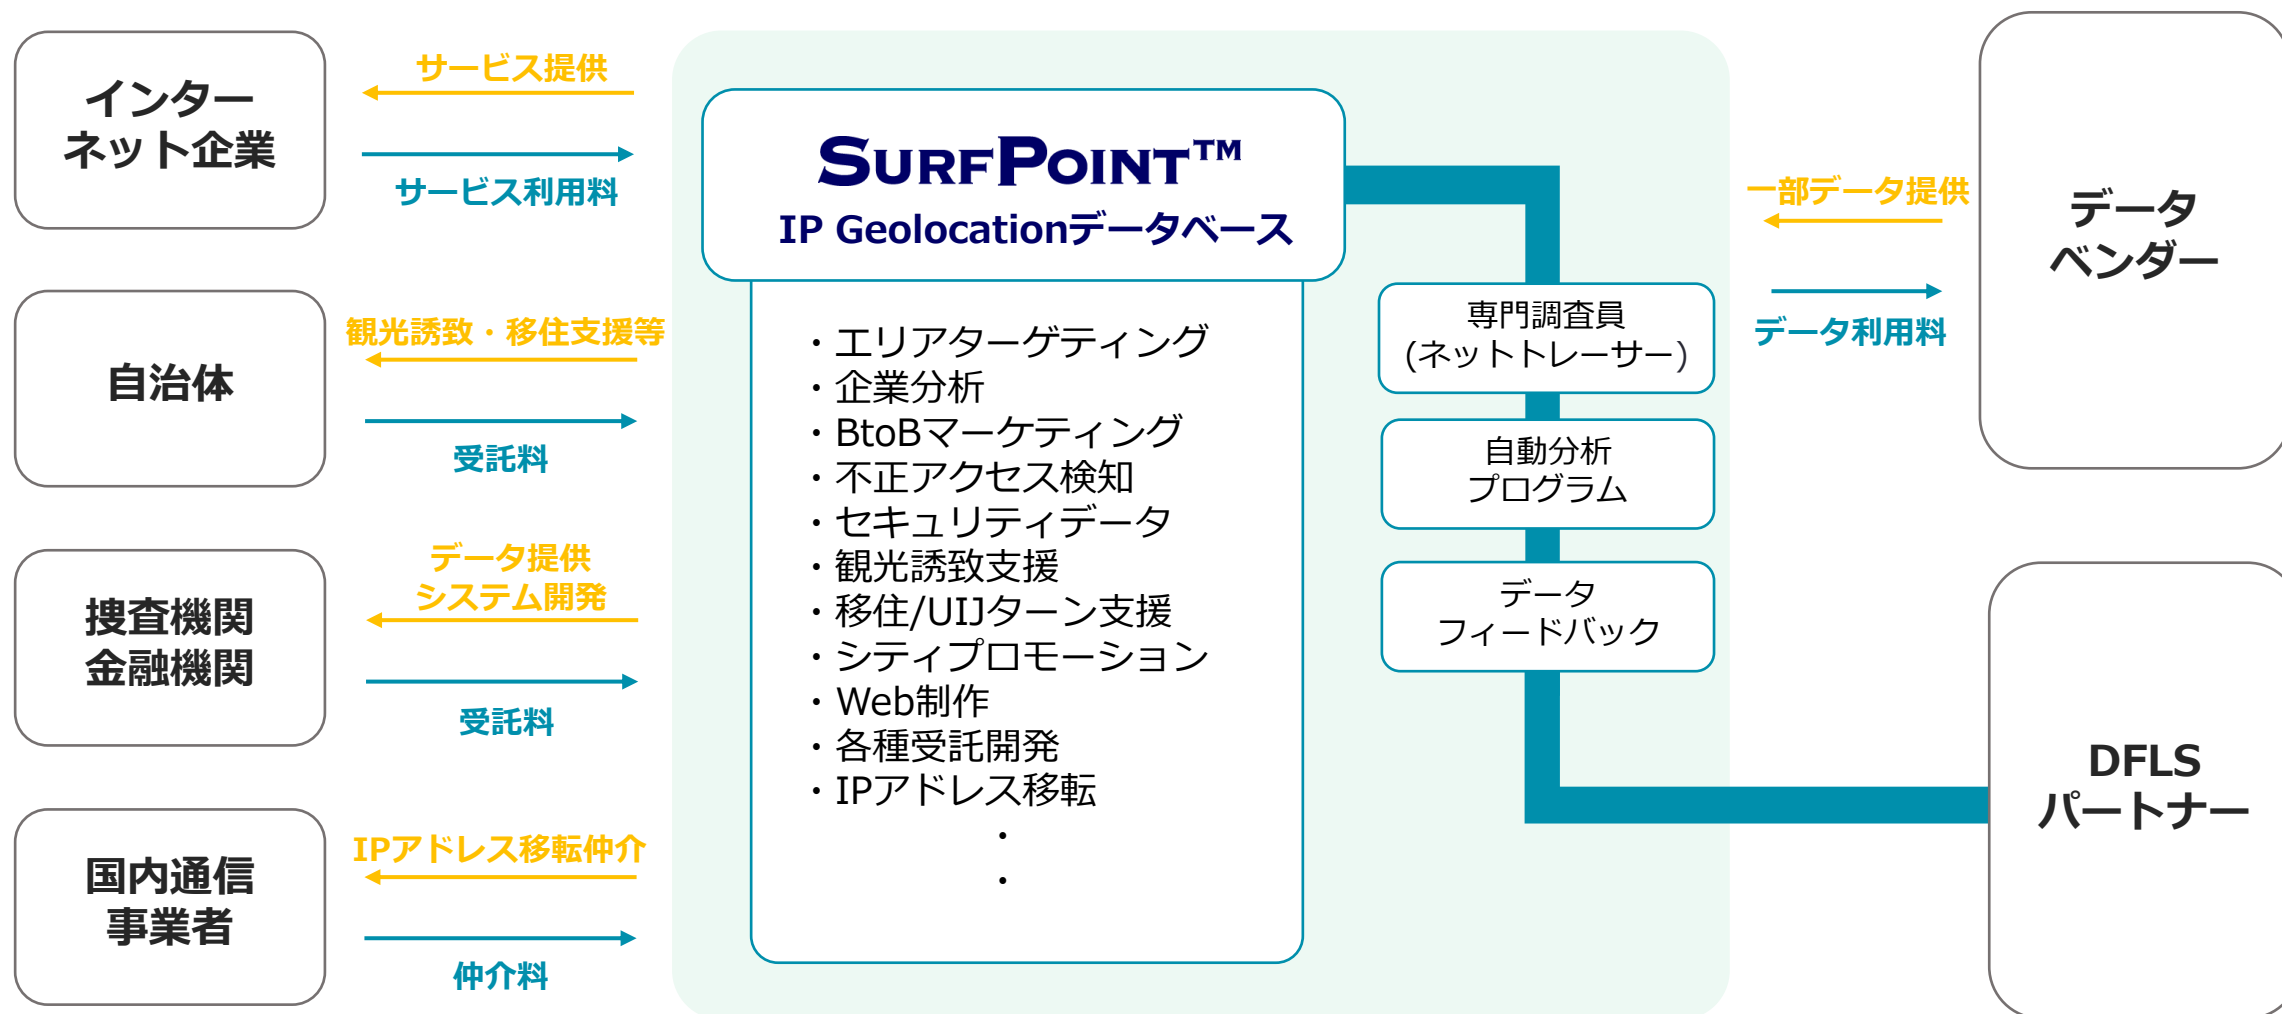 インター
ネット企業
サービス提供
サービス利用料
自治体
観光誘致・移住支援等
受託料
捜査機関
金融機関
データ提供
システム開発
受託料
国内通信
事業者
IPアドレス移転仲介
仲介料
SURFPOINT™
IP Geolocationデータベース
・エリアターゲティング
・企業分析
・BtoBマーケティング
・不正アクセス検知
・セキュリティデータ
・観光誘致支援
・移住/UIJターン支援
・シティプロモーション
・Web制作
・各種受託開発
・IPアドレス移転
・
・
専門調査員
(ネットトレーサー)
自動分析
プログラム
データ
フィードバック
一部データ提供
データ利用料
データ
ベンダー
DFLS
パートナー